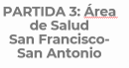 PARTIDA 3: Área
de Salud
San Francisco-
San Antonio